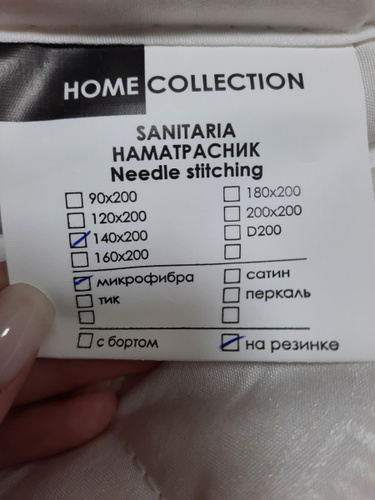 HOME COLLECTION
SANITARIA
НАМАТРАСНИК
Needle stitching
90x200 180x200
120x200 200x200
140x200 D200
160x200
микрофибра сатин
тик перкаль
с бортом на резинке